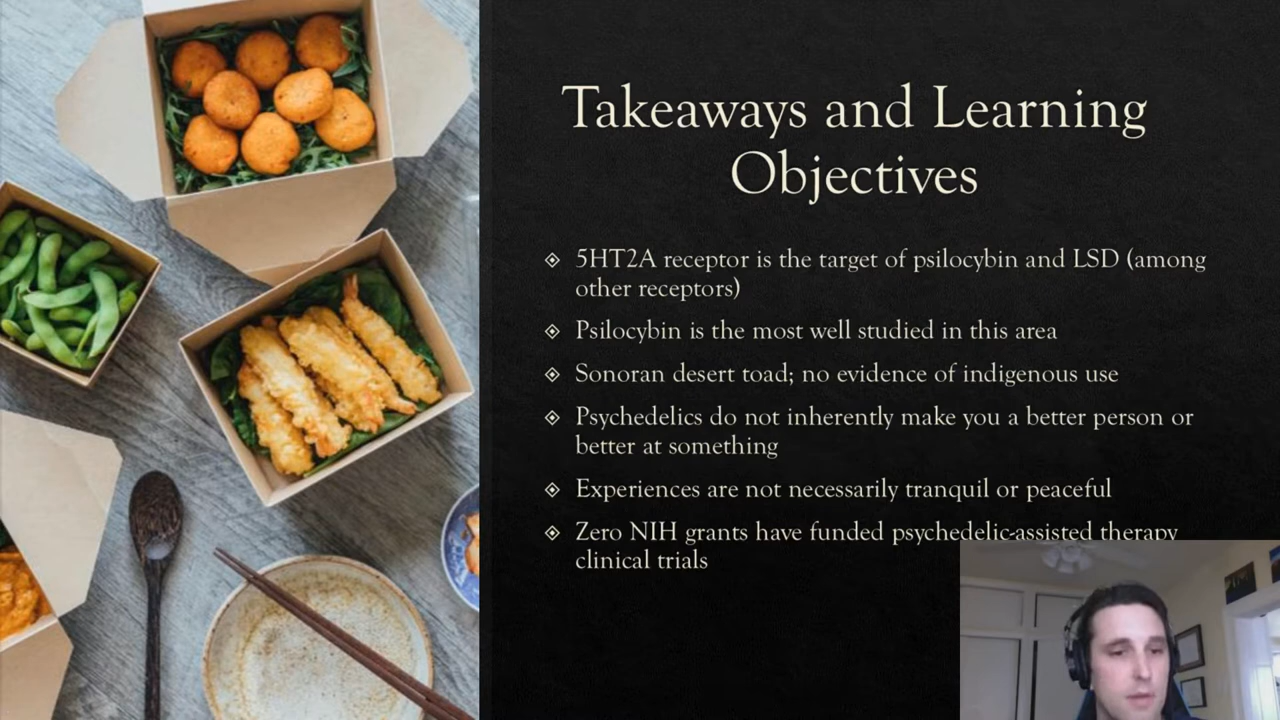 Takeaways and Learning
Objectives
5HT2A receptor is the target of psilocybin and LSD (among
other receptors)
Psilocybin is the most well studied in this area
Sonoran desert toad; no evidence of indigenous use
Psychedelics do not inherently make you a better person or
better at something
Experiences are not necessarily tranquil or peaceful
Zero NIH grants have funded psychedelic-assisted therapy
clinical trials